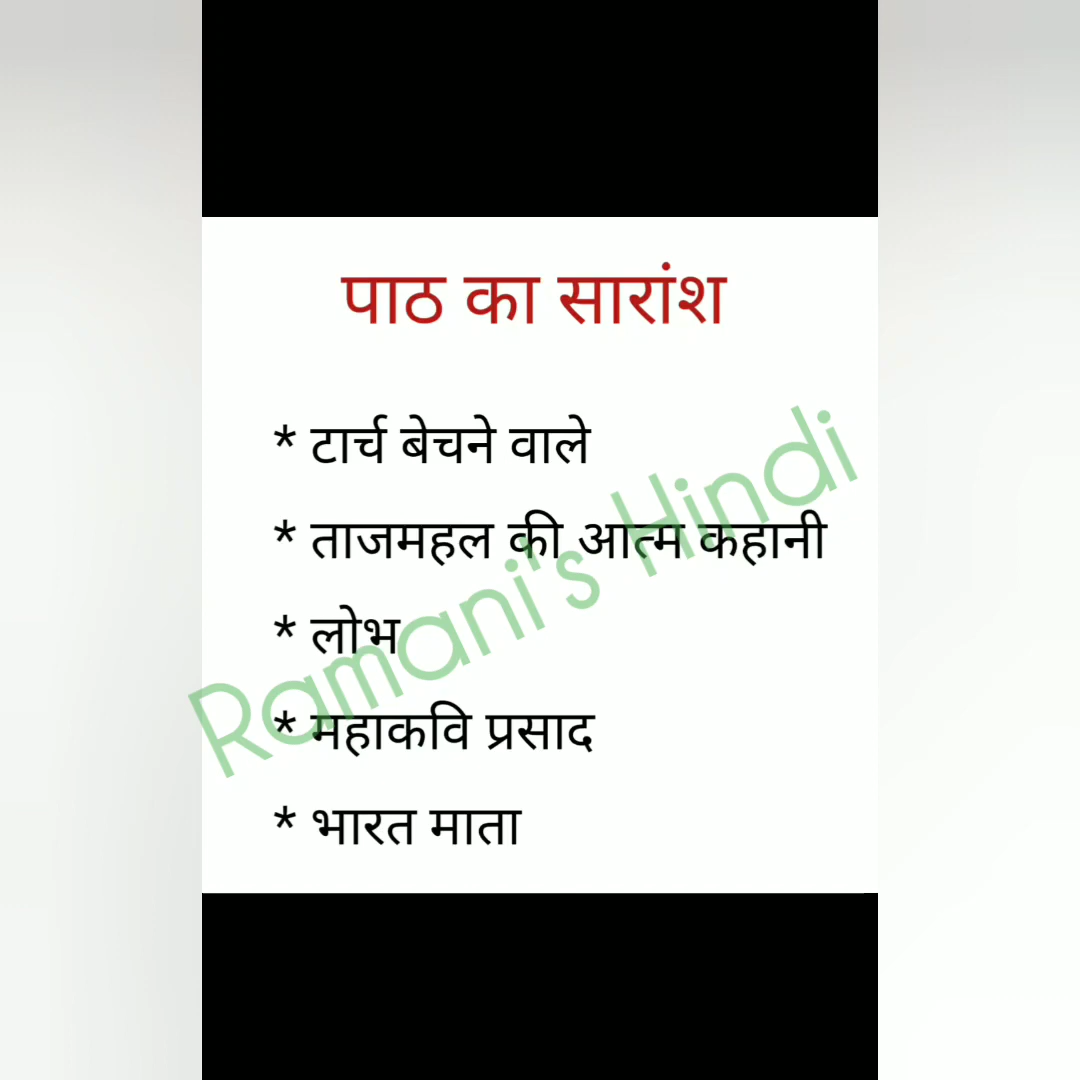 पाठ का सारांश
* टार्च बेचने वाले
* ताजमहल की आत्म कहानी
* लोभ
* महाकवि प्रसाद
* भारत माता
Ramani's Hindi